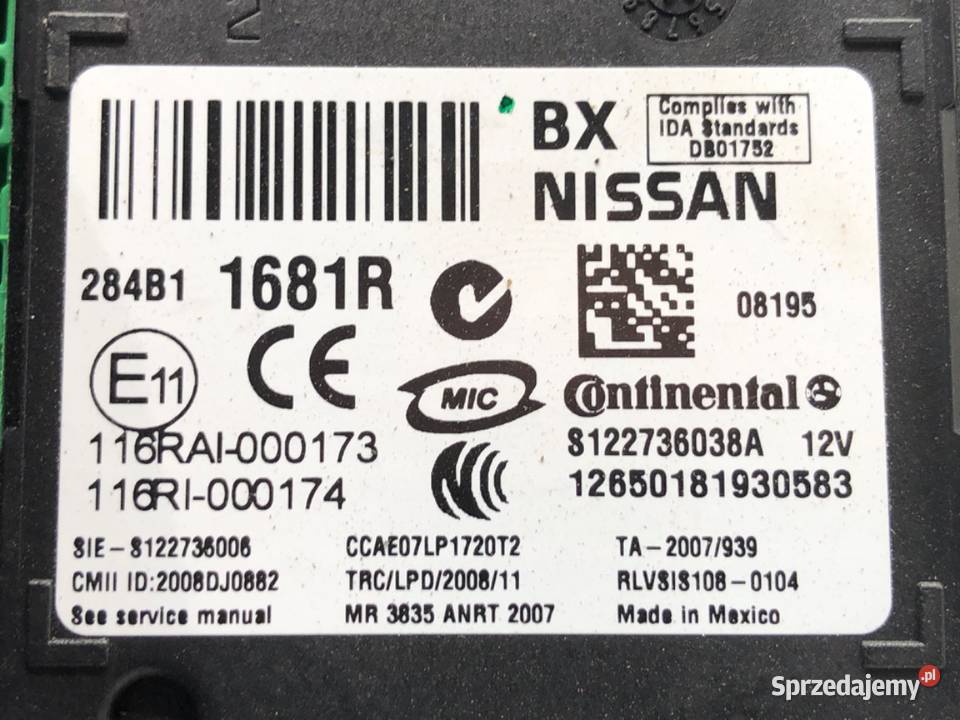 BX
Complies with
IDA Standards
DB01752
NISSAN
284B1 1681R
08195
E11
CE
MIC
Continental
116RAI-000173
S122736038A 12V
116RI-000174
12650181930583
SIE-S122736006
CCAE07LP1720T2
TA-2007/939
CMII ID:2008DJ0882
TRC/LPD/2008/11
RLVSIS108-0104
See service manual
MR 3835 ANRT 2007
Made in Mexico
Sprzedajemy.pl